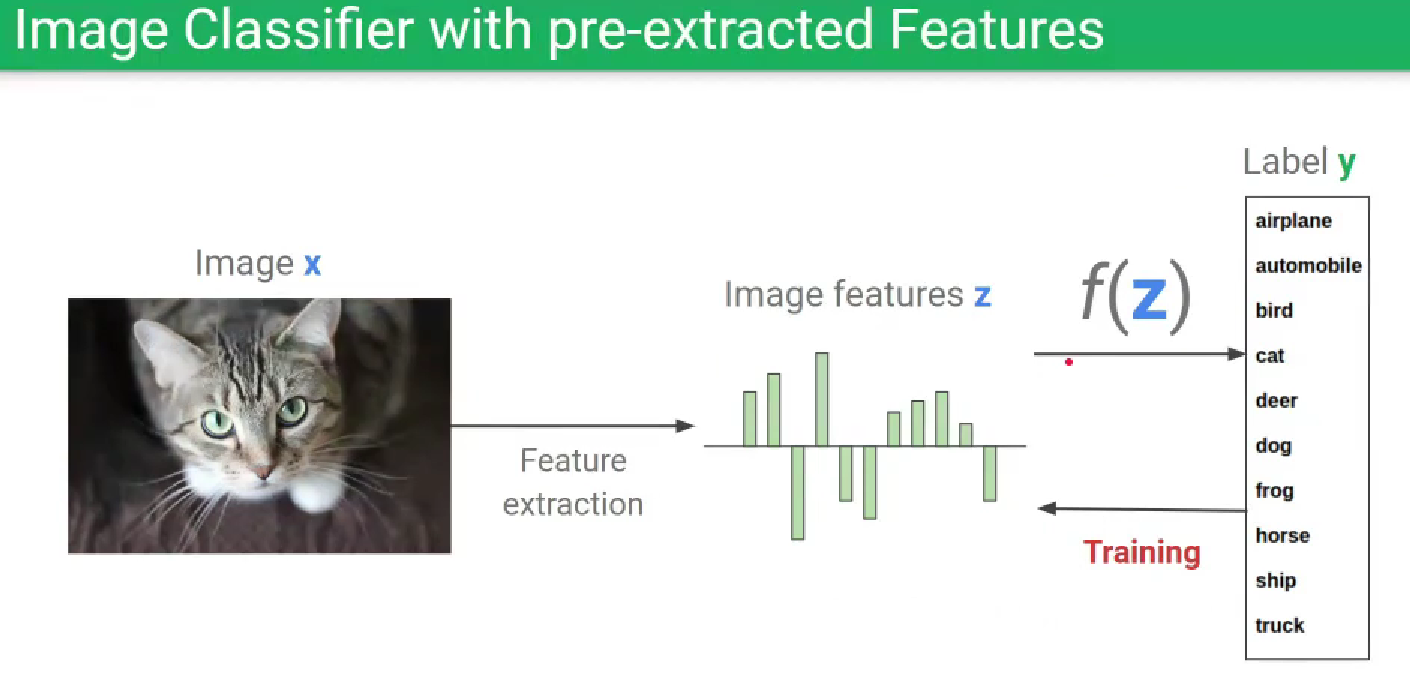 Image Classifier with pre-extracted Features
Image x
Feature
extraction
Image features z
f(z)
Training
Label y
airplane
automobile
bird
cat
deer
dog
frog
horse
ship
truck